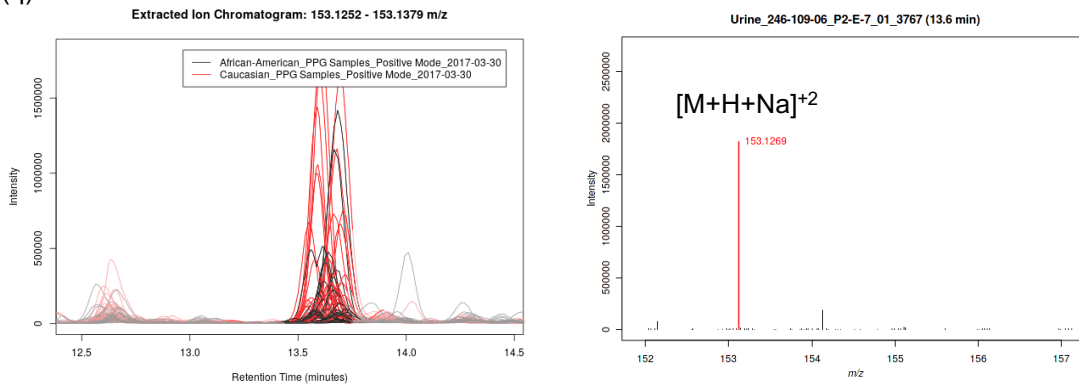 Extracted Ion Chromatogram: 153.1252 - 153.1379 m/z
African-American_PPG Samples_Positive Mode_2017-03-30
Caucasian_PPG Samples_Positive Mode_2017-03-30
Intensity
1500000
1000000
500000
0
12.5 13.0 13.5 14.0 14.5
Retention Time (minutes)
Urine_246-109-06_P2-E-7_01_3767 (13.6 min)
[M+H+Na]+2
153.1269
Intensity
2500000
2000000
1500000
1000000
500000
0
152 153 154 155 156 157
m/z